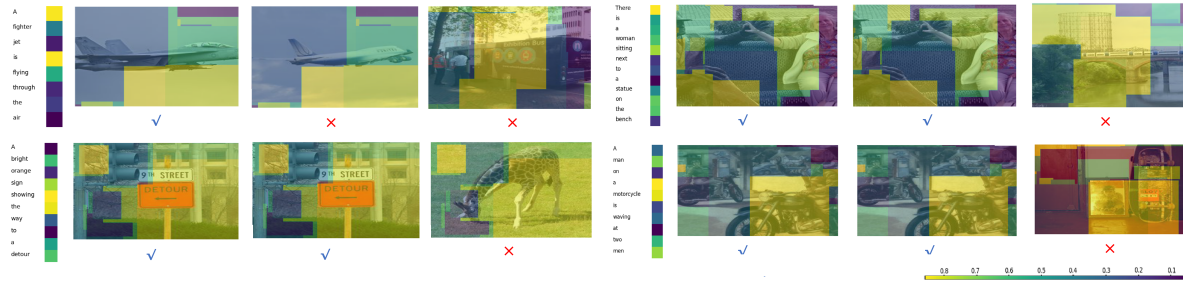 A
fighter
jet
is
flying
through
the
air
√
×
×
There
is
a
woman
sitting
next
to
a
statue
on
the
bench
√
√
×
A
bright
orange
sign
showing
the
way
to
a
detour
9TH STREET
DETOUR
9TH STREET
DETOUR
√
√
×
A
man
on
a
motorcycle
is
waving
at
two
men
√
√
×
0.8 0.7 0.6 0.5 0.4 0.3 0.2 0.1